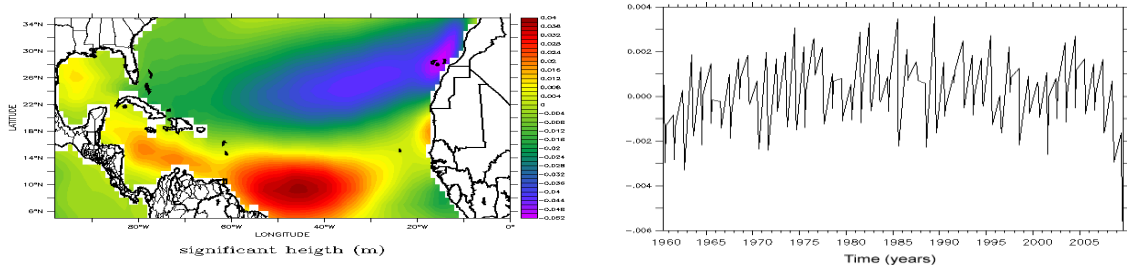 34°N
30°N
26°N
22°N
18°N
14°N
10°N
6°N
LATITUDE
80°W
60°W
40°W
20°W
0°
LONGITUDE
significant heigth (m)
0.04
0.036
0.032
0.028
0.024
0.02
0.016
0.012
0.008
0.004
0
-0.004
-0.008
-0.012
-0.016
-0.02
-0.024
-0.028
-0.032
-0.036
-0.04
-0.044
-0.048
-0.052
0.004
0.002
0.000
-.002
-.004
-.006
1960 1965 1970 1975 1980 1985 1990 1995 2000 2005
Time (years)